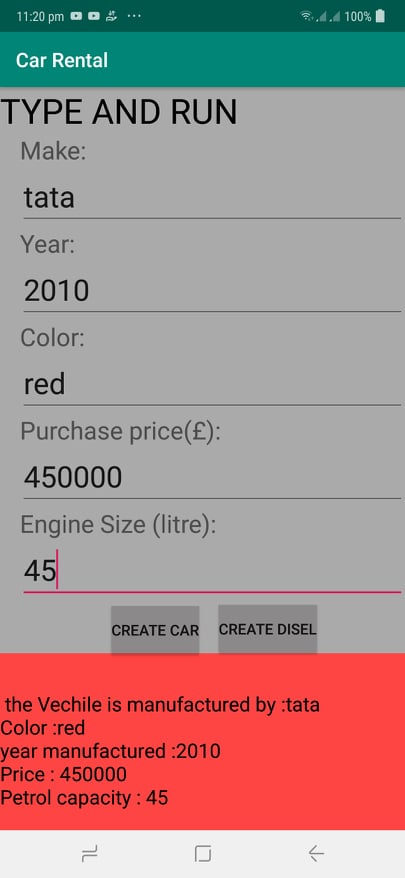 11:20 pm ... 100%
Car Rental
TYPE AND RUN
Make:
tata
Year:
2010
Color:
red
Purchase price(£):
450000
Engine Size (litre):
45
CREATE CAR CREATE DISEL
the Vechile is manufactured by :tata
Color :red
year manufactured :2010
Price : 450000
Petrol capacity : 45